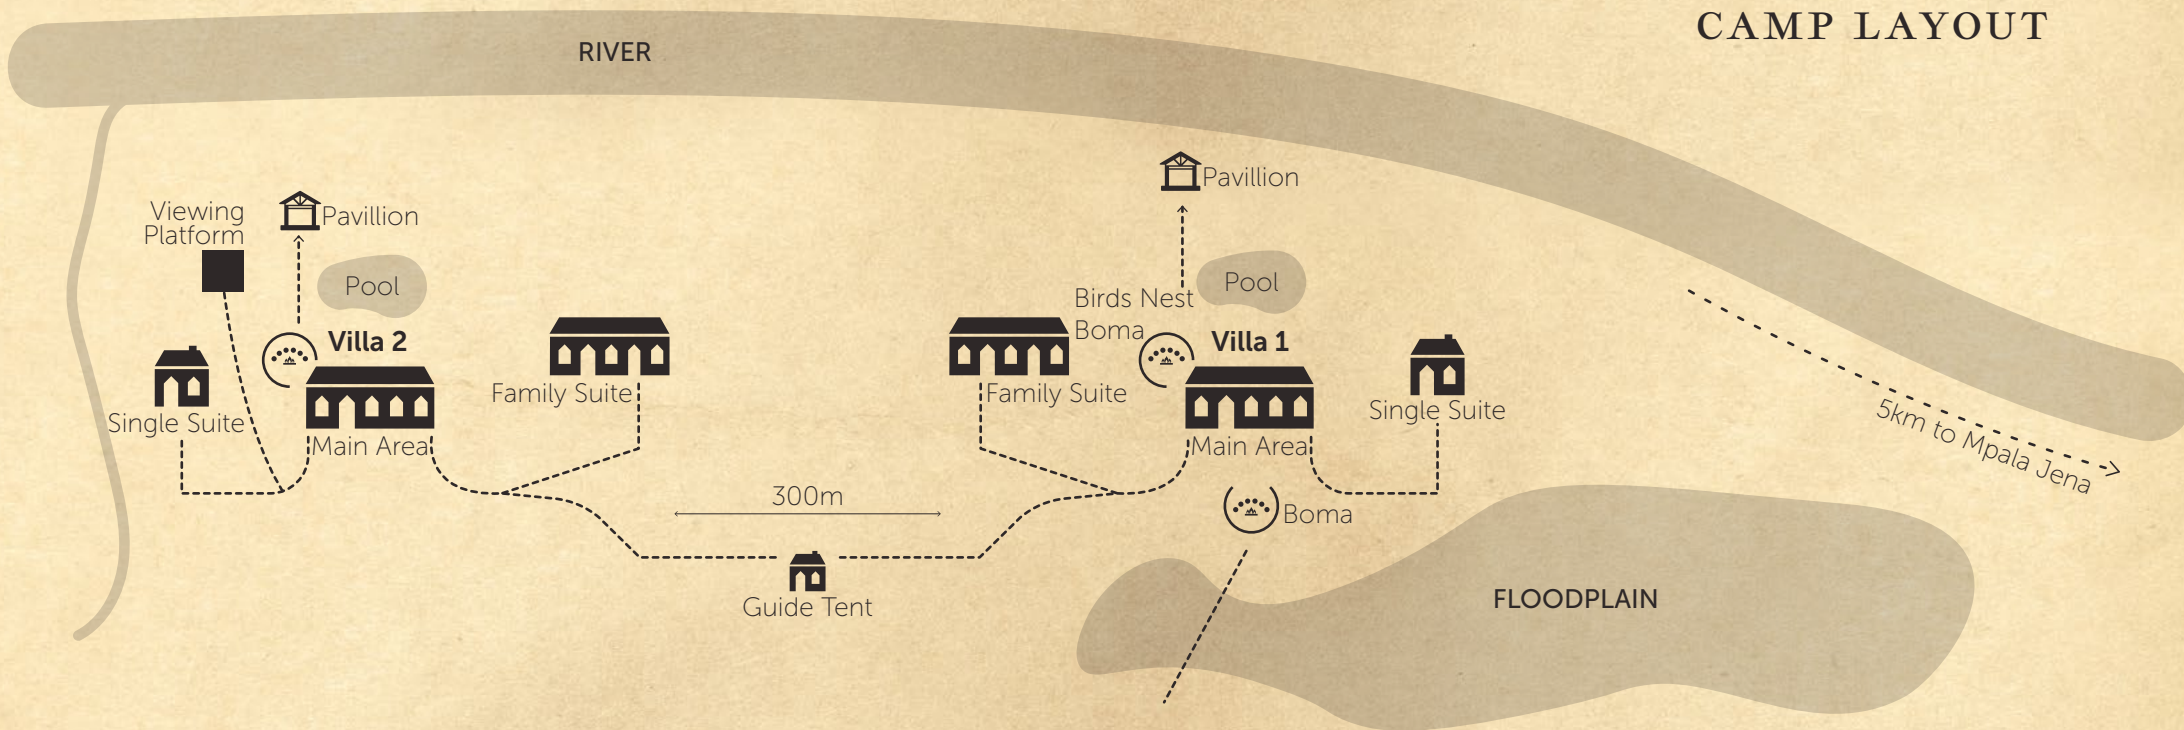 CAMP LAYOUT
RIVER
Viewing
Platform
Pavillion
Pool
Villa 2
Single Suite
Main Area
Family Suite
300m
Guide Tent
Pavillion
Birds Nest
Boma
Pool
Villa 1
Family Suite
Main Area
Single Suite
Boma
FLOODPLAIN
5km to Mpala Jena